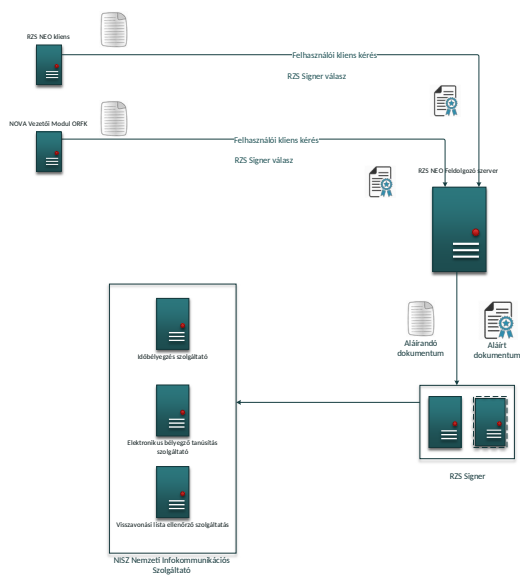 RZS NEO kliens
Felhasználói kliens kérés
RZS Signer válasz
NOVA Vezetői Modul ORFK
Felhasználói kliens kérés
RZS Signer válasz
RZS NEO Feldolgozó szerver
Aláírandó
dokumentum
Aláírt
dokumentum
Időbélyegzés szolgáltató
Elektronikus bélyegző tanúsítás
szolgáltató
Visszavonási lista ellenőrző szolgáltatás
RZS Signer
NISZ Nemzeti Infokommunikációs
Szolgáltató